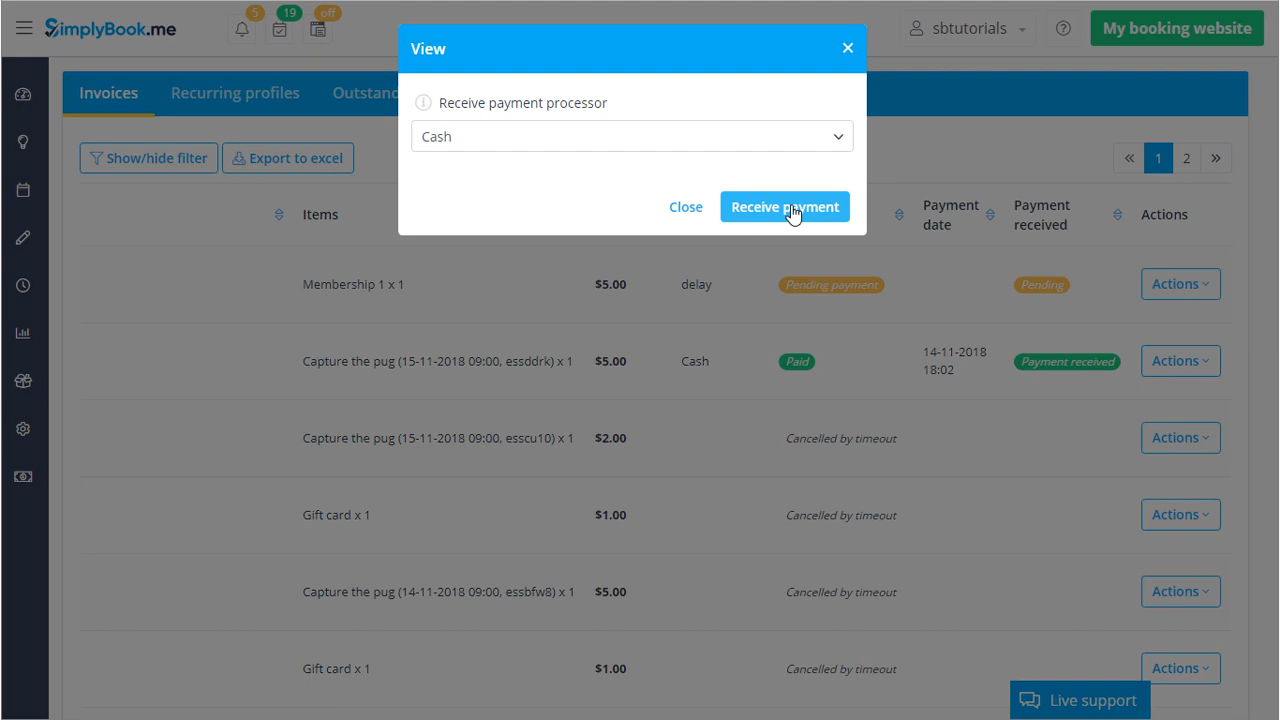 SimplyBook.me
5
19
off
sbtutorials
My booking website
View
Receive payment processor
Cash
Close
Receive payment
Invoices
Recurring profiles
Outstand
Show/hide filter
Export to excel
«
1
2
»
Items
Payment
date
Payment
received
Actions
Membership 1 x 1
$5.00
delay
Pending payment
Pending
Actions
Capture the pug (15-11-2018 09:00, essddrk) x 1
$5.00
Cash
Paid
14-11-2018
18:02
Payment received
Actions
Capture the pug (15-11-2018 09:00, esscu10) x 1
$2.00
Cancelled by timeout
Actions
Gift card x 1
$1.00
Cancelled by timeout
Actions
Capture the pug (14-11-2018 09:00, essbfw8) x 1
$5.00
Cancelled by timeout
Actions
Gift card x 1
$1.00
Cancelled by timeout
Actions
Live support